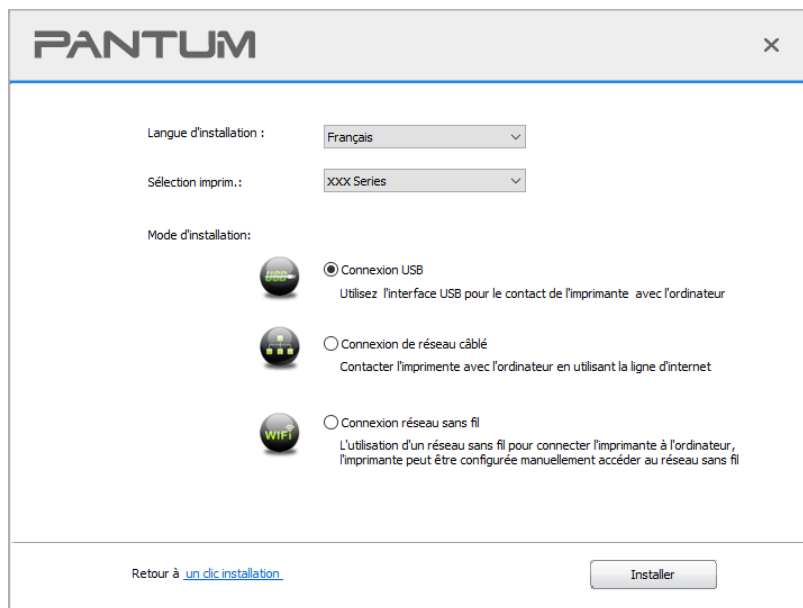 PANTUM
Langue d'installation :
Français
Sélection imprim.:
XXX Series
Mode d'installation:
USB
Connexion USB
Utilisez l'interface USB pour le contact de l'imprimante avec l'ordinateur
Connexion de réseau câblé
Contacter l'imprimente avec l'ordinateur en utilisant la ligne d'internet
WiFi
Connexion réseau sans fil
L'utilisation d'un réseau sans fil pour connecter l'imprimante à l'ordinateur,
l'imprimante peut être configurée manuellement accéder au réseau sans fil
Retour à un clic installation
Installer